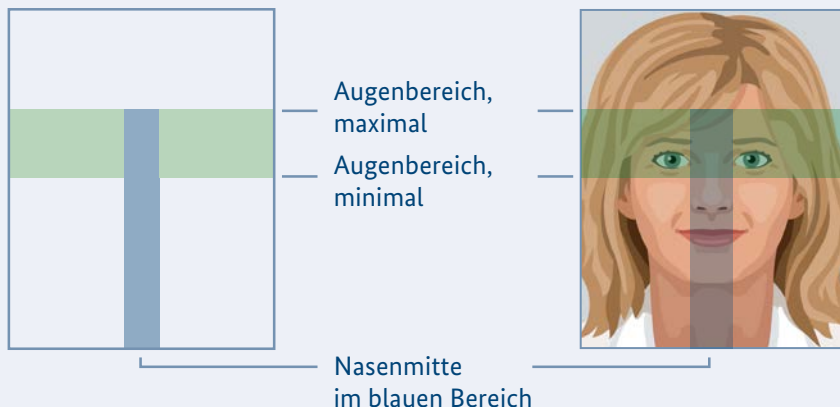 Augenbereich,
maximal
Augenbereich,
minimal
Nasenmitte
im blauen Bereich